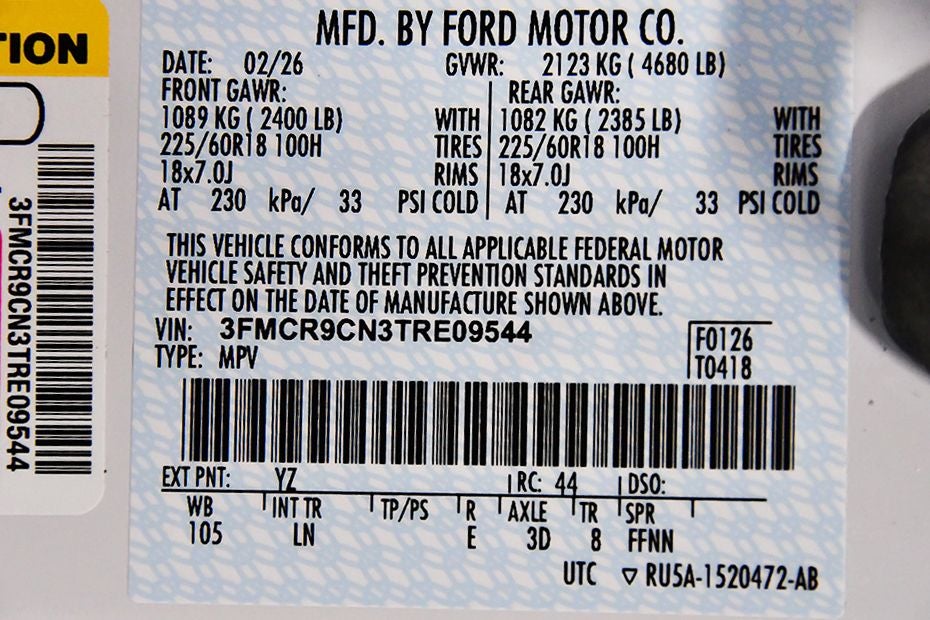 TION
3FMCR9CN3TRE09544
MFD. BY FORD MOTOR CO.
DATE: 02/26 GVWR: 2123 KG ( 4680 LB)
FRONT GAWR: REAR GAWR:
1089 KG ( 2400 LB) WITH 1082 KG ( 2385 LB) WITH
225/60R18 100H TIRES 225/60R18 100H TIRES
18x7.0J RIMS 18x7.0J RIMS
AT 230 kPa/ 33 PSI COLD AT 230 kPa/ 33 PSI COLD
THIS VEHICLE CONFORMS TO ALL APPLICABLE FEDERAL MOTOR
VEHICLE SAFETY AND THEFT PREVENTION STANDARDS IN
EFFECT ON THE DATE OF MANUFACTURE SHOWN ABOVE.
VIN: 3FMCR9CN3TRE09544
TYPE: MPV
F0126
T0418
EXT PNT: YZ RC: 44 DSO:
WB INT TR TP/PS R AXLE TR SPR
105 LN E 3D 8 FFNN
UTC ▽ RU5A-1520472-AB